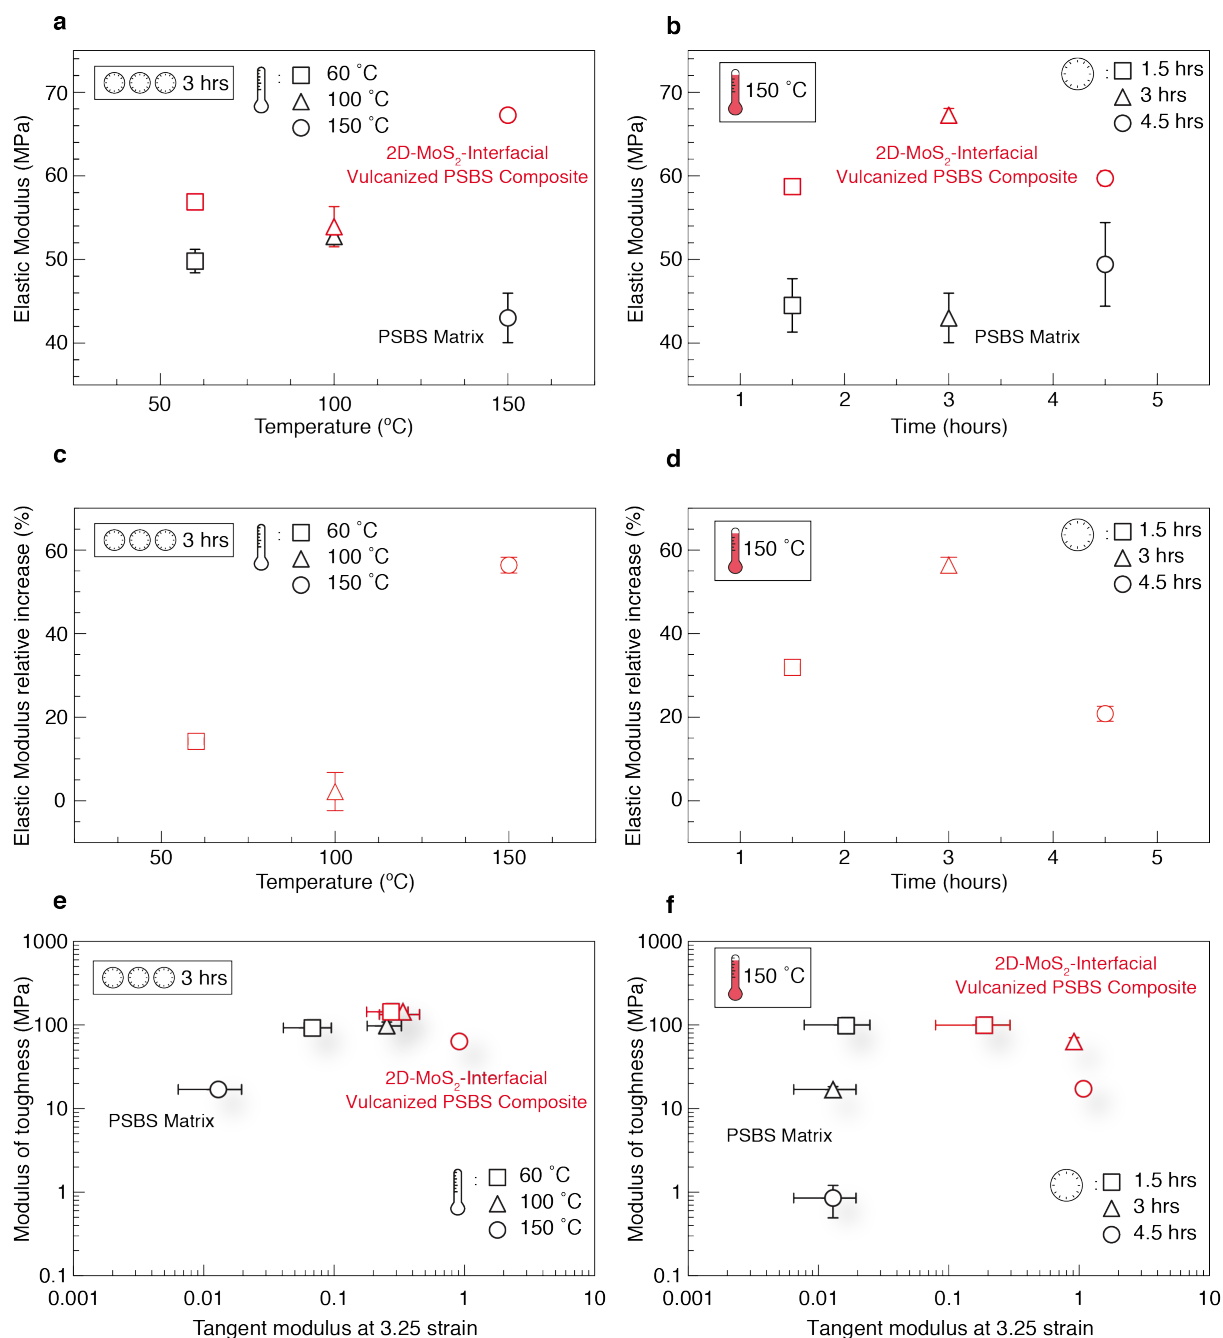 a
3 hrs
: 60 °C
100 °C
150 °C
2D-MoS2-Interfacial
Vulcanized PSBS Composite
PSBS Matrix
70
60
50
40
50
100
150
Elastic Modulus (MPa)
Temperature (ºC)
b
150 °C
: 1.5 hrs
3 hrs
4.5 hrs
2D-MoS2-Interfacial
Vulcanized PSBS Composite
PSBS Matrix
70
60
50
40
1
2
3
4
5
Elastic Modulus (MPa)
Time (hours)
c
3 hrs
: 60 °C
100 °C
150 °C
60
40
20
0
50
100
150
Elastic Modulus relative increase (%)
Temperature (ºC)
d
150 °C
: 1.5 hrs
3 hrs
4.5 hrs
60
40
20
0
1
2
3
4
5
Elastic Modulus relative increase (%)
Time (hours)
e
3 hrs
2D-MoS2-Interfacial
Vulcanized PSBS Composite
PSBS Matrix
: 60 °C
100 °C
150 °C
1000
100
10
1
0.1
0.001
0.01
0.1
1
10
Modulus of toughness (MPa)
Tangent modulus at 3.25 strain
f
150 °C
2D-MoS2-Interfacial
Vulcanized PSBS Composite
PSBS Matrix
: 1.5 hrs
3 hrs
4.5 hrs
1000
100
10
1
0.1
0.001
0.01
0.1
1
10
Modulus of toughness (MPa)
Tangent modulus at 3.25 strain